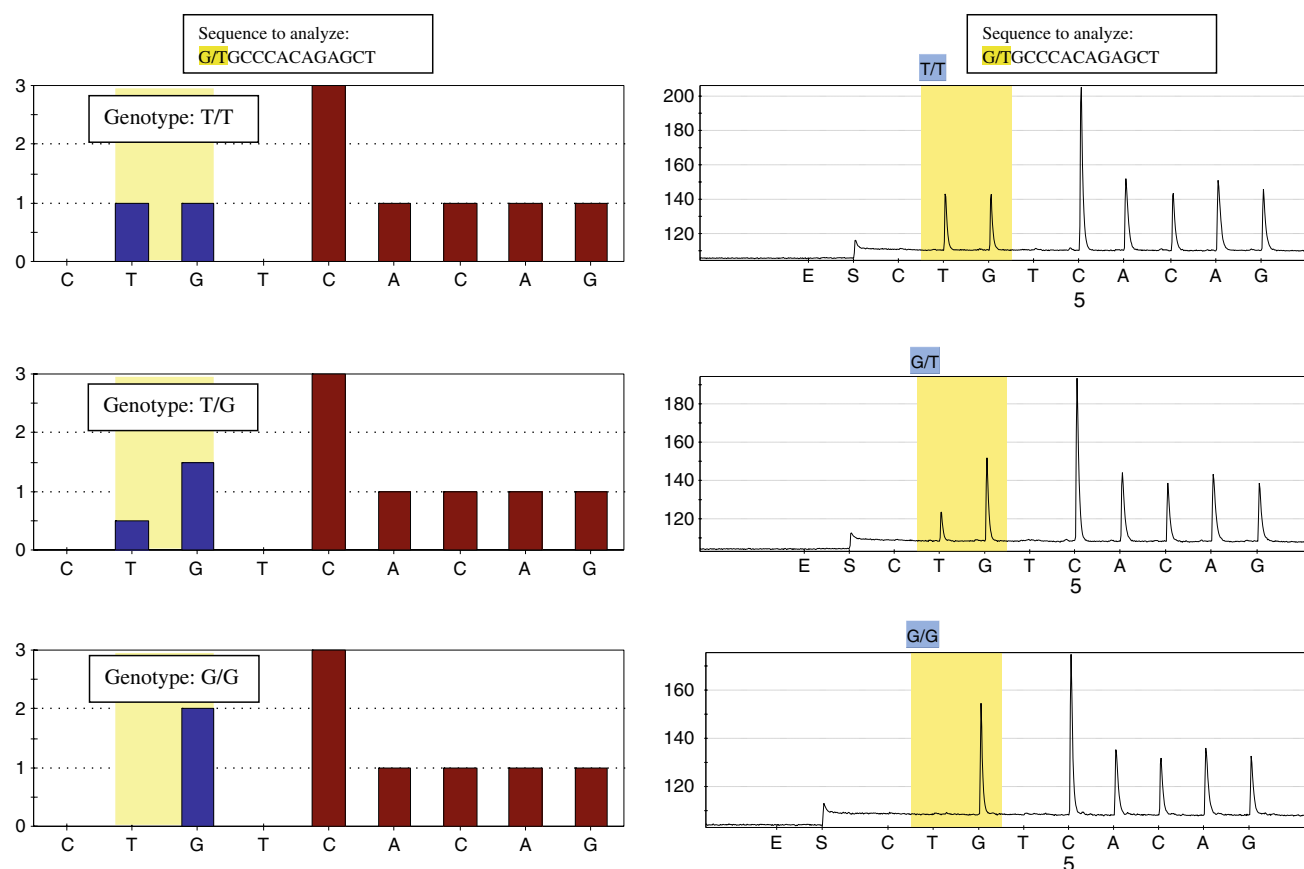 Sequence to analyze:
G/TGCCCACAGAGCT
Genotype: T/T
3
2
1
0
C T G T C A C A G
Sequence to analyze:
G/TGCCCACAGAGCT
T/T
200
180
160
140
120
E S C T G T C A C A G
5
Genotype: T/G
3
2
1
0
C T G T C A C A G
G/T
180
160
140
120
E S C T G T C A C A G
5
Genotype: G/G
3
2
1
0
C T G T C A C A G
G/G
160
140
120
E S C T G T C A C A G
5